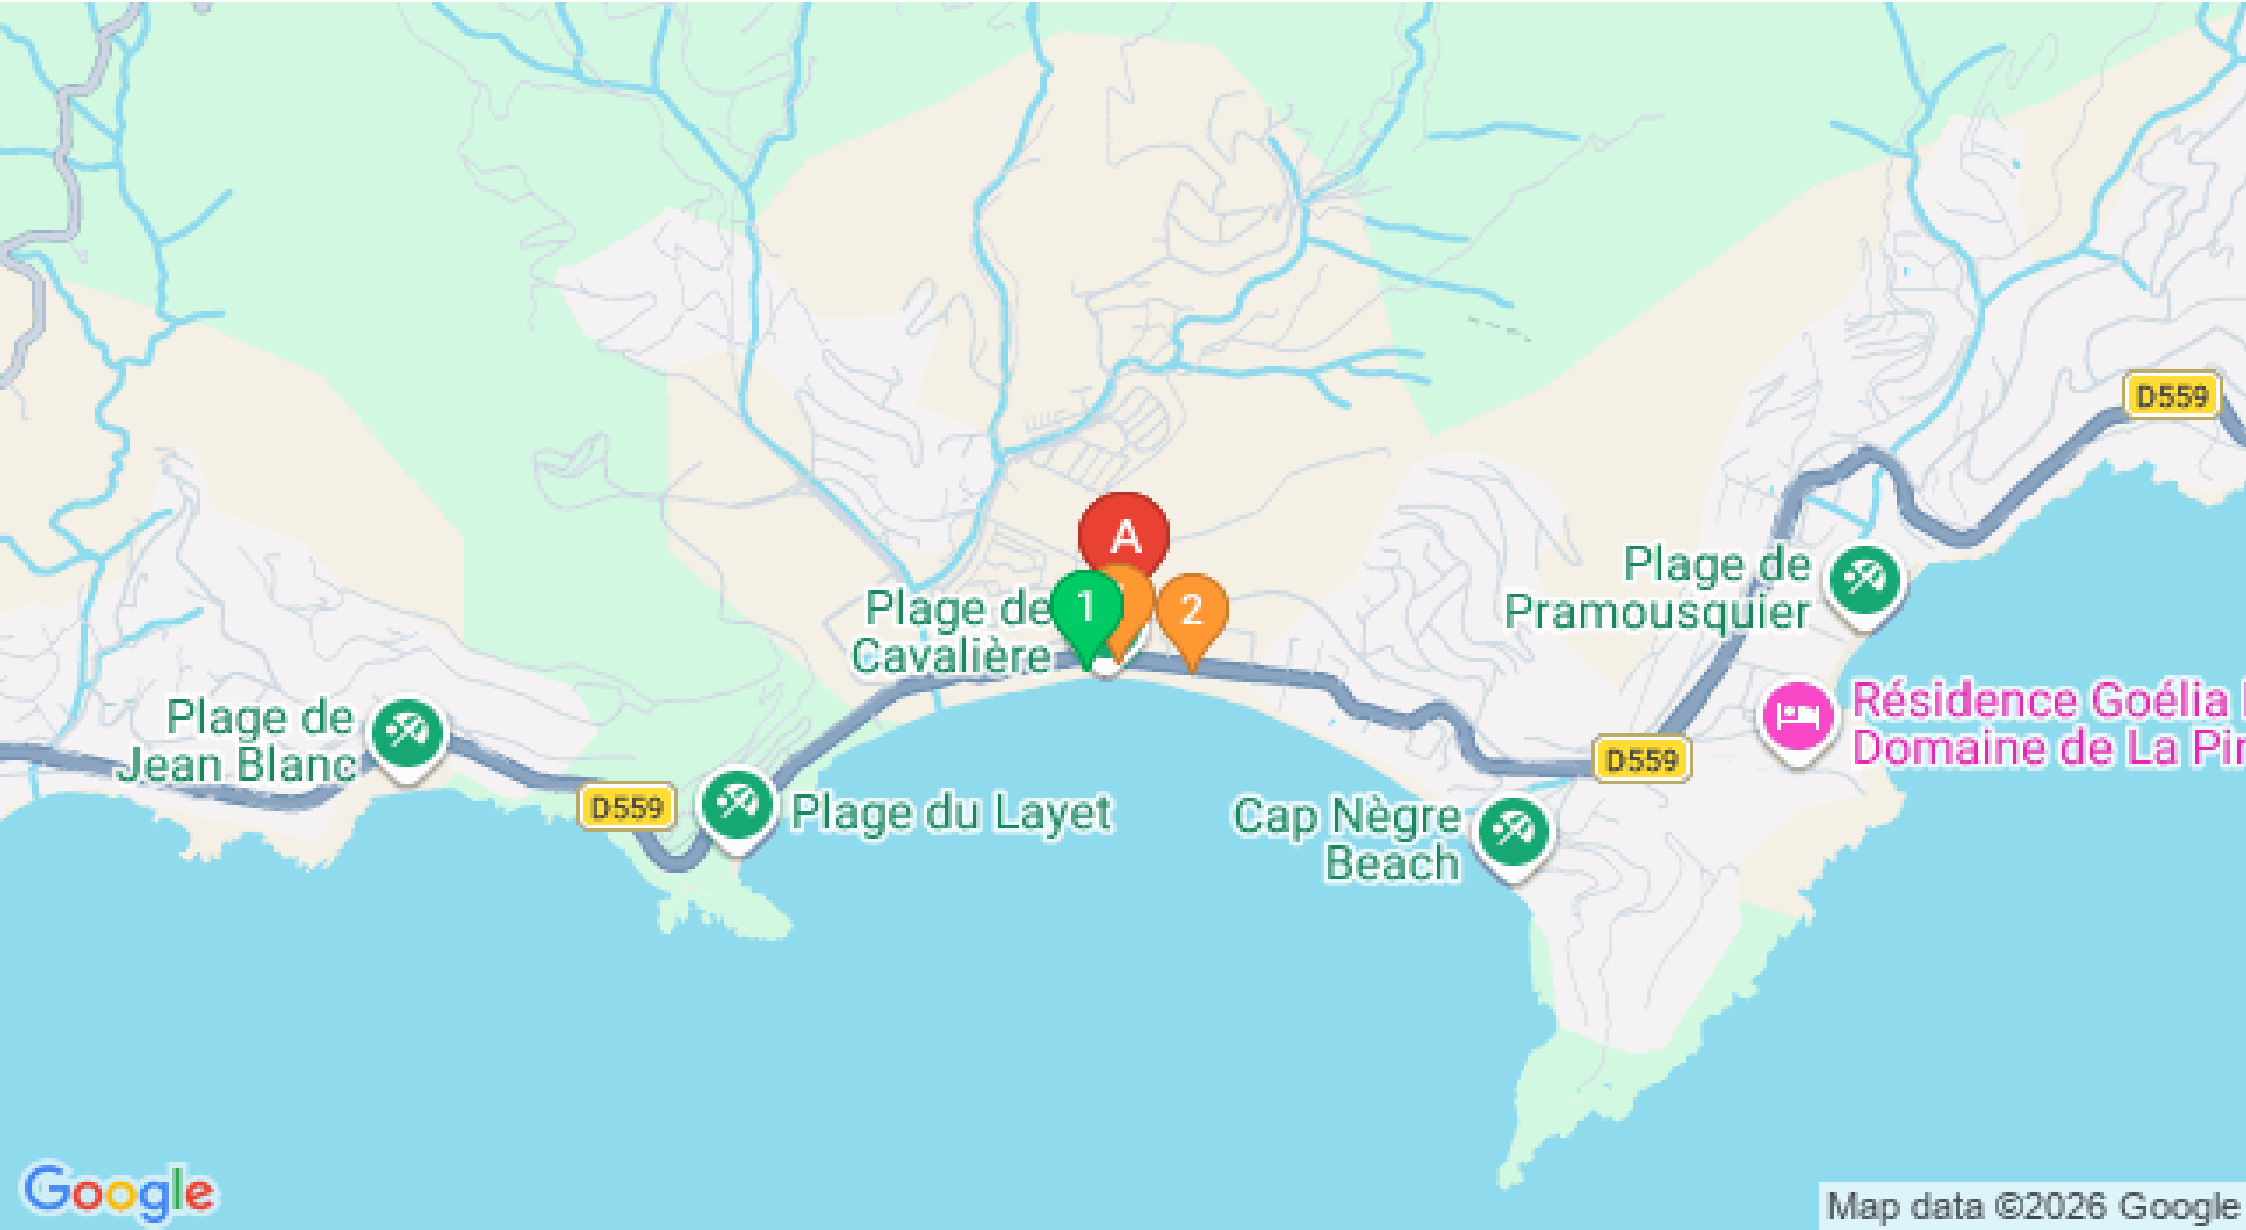 D559
A
Plage de
Pramousquier
1
2
Plage de
Cavalière
Résidence Goélia
Domaine de La
Plage de
Jean Blanc
D559
D559
Plage du Layet
Cap Nègre
Beach
Google
Map data ©2026 Google